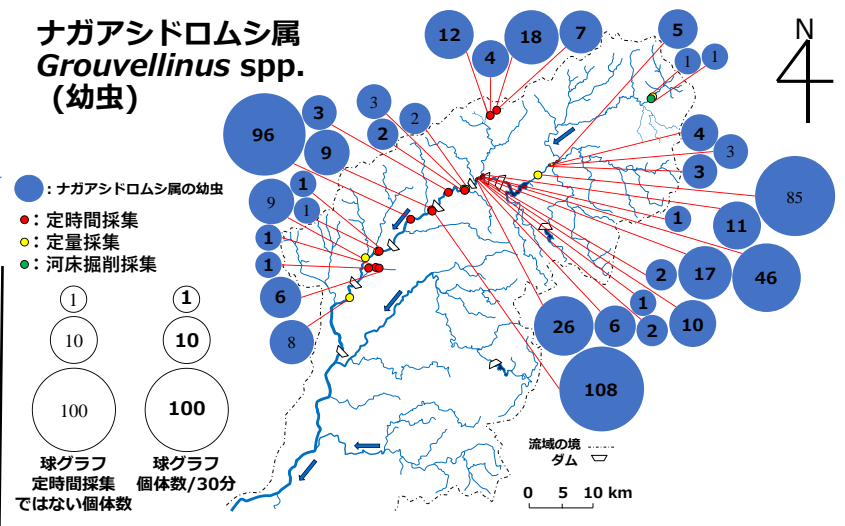 ナガアシドロムシ属
Grouvellinus spp.
(幼虫)
N
12
4
18
7
5
1
1
3
3
2
2
96
9
4
3
3
85
：ナガアシドロムシ属の幼虫
1
9
1
1
11
：定時間採集
：定量採集
：河床掘削採集
1
1
6
8
2
17
46
1
26
6
2
10
108
1
1
10
10
100
100
球グラフ
定時間採集
ではない個体数
球グラフ
個体数/30分
流域の境
ダム
0 5 10 km